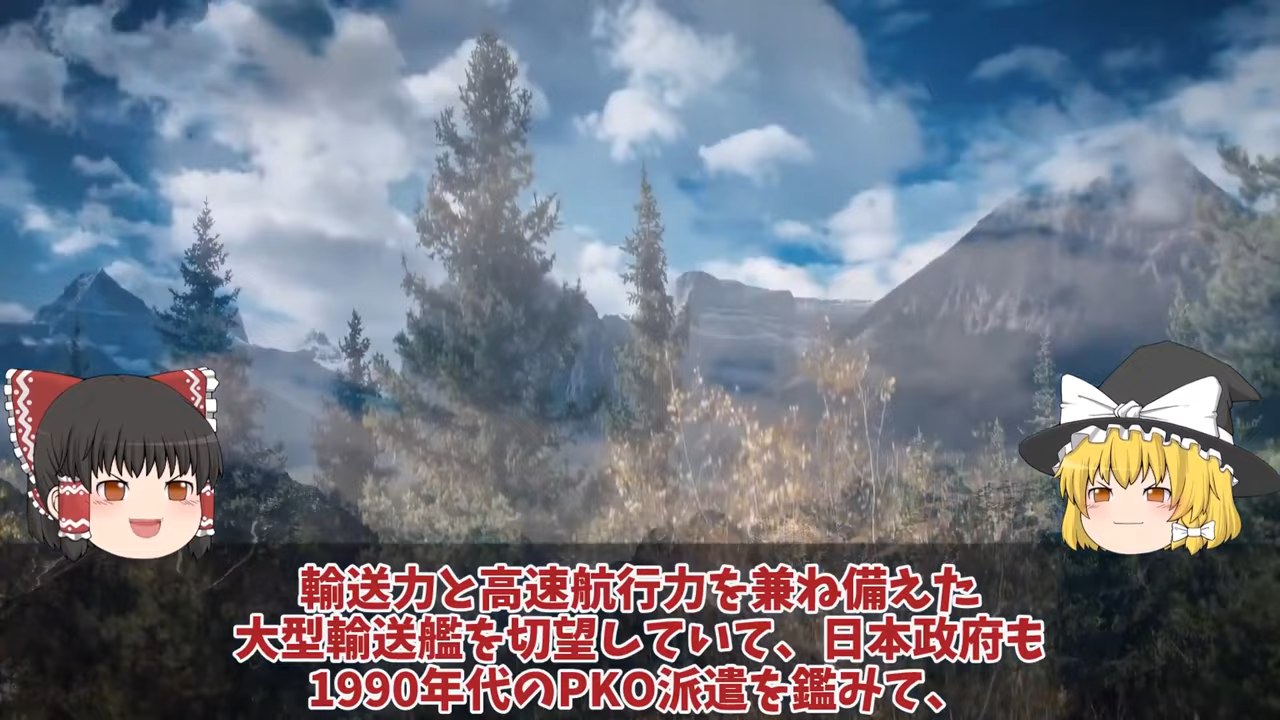 輸送力と高速航行力を兼ね備えた
大型輸送艦を切望していて、日本政府も
1990年代のPKO派遣を鑑みて、